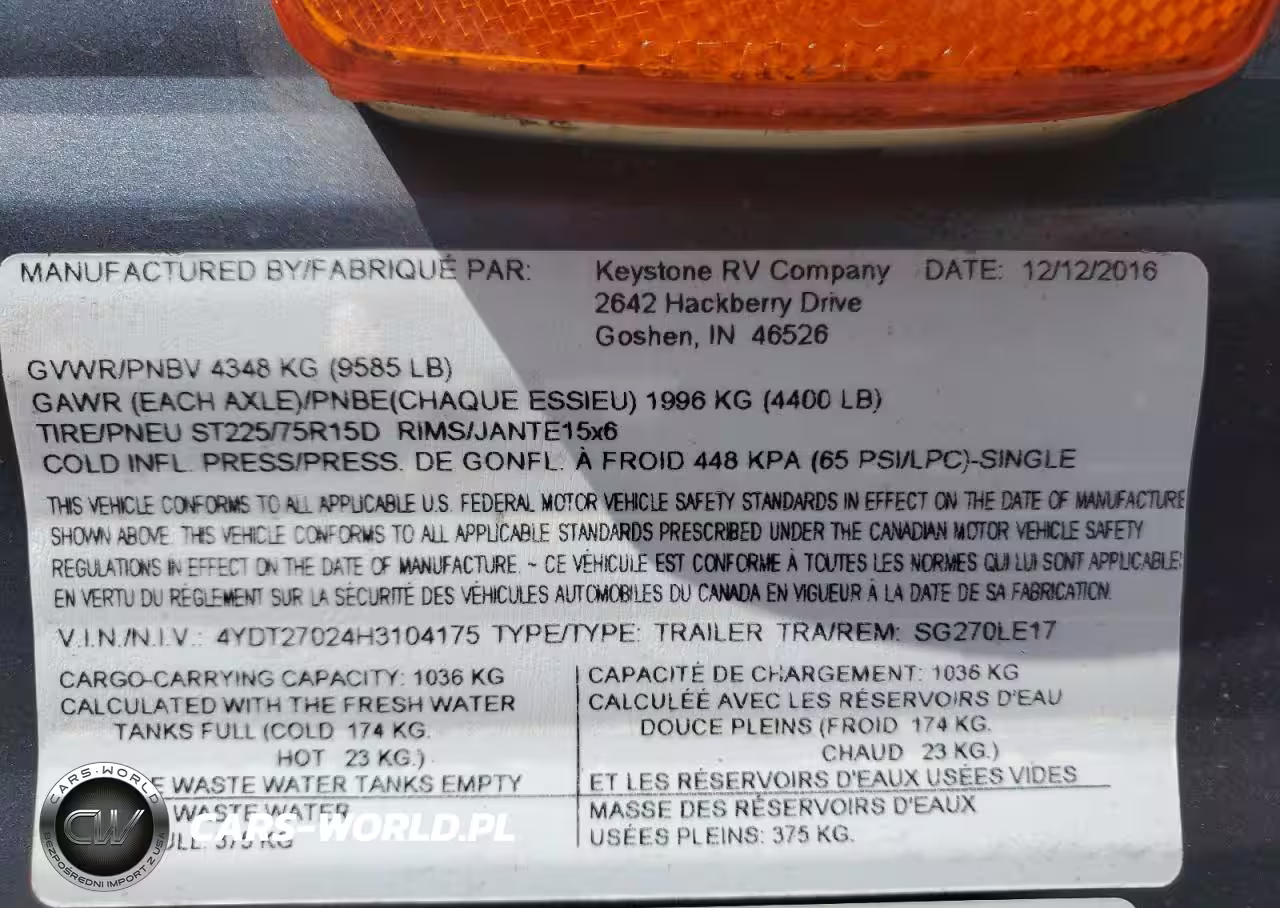 MANUFACTURED BY/FABRIQUÉ PAR: Keystone RV Company DATE: 12/12/2016
2642 Hackberry Drive
Goshen, IN 46526
GVWR/PNBV 4348 KG (9585 LB)
GAWR (EACH AXLE)/PNBE(CHAQUE ESSIEU) 1996 KG (4400 LB)
TIRE/PNEU ST225/75R15D RIMS/JANTE15x6
COLD INFL. PRESS/PRESS. DE GONFL. À FROID 448 KPA (65 PSI/LPC)-SINGLE
THIS VEHICLE CONFORMS TO ALL APPLICABLE U.S. FEDERAL MOTOR VEHICLE SAFETY STANDARDS IN EFFECT ON THE DATE OF MANUFACTURE
SHOWN ABOVE. THIS VEHICLE CONFORMS TO ALL APPLICABLE STANDARDS PRESCRIBED UNDER THE CANADIAN MOTOR VEHICLE SAFETY
REGULATIONS IN EFFECT ON THE DATE OF MANUFACTURE. ~ CE VÉHICULE EST CONFORME À TOUTES LES NORMES QUI LUI SONT APPLICABLES
EN VERTU DU RÈGLEMENT SUR LA SÉCURITÉ DES VÉHICULES AUTOMOBILES DU CANADA EN VIGUEUR À LA DATE DE SA FABRICATION.
V.I.N./N.I.V.: 4YDT27024H3104175 TYPE/TYPE: TRAILER TRA/REM: SG270LE17
CARGO-CARRYING CAPACITY: 1036 KG
CALCULATED WITH THE FRESH WATER
TANKS FULL (COLD 174 KG.
HOT 23 KG.)
WASTE WATER TANKS EMPTY
WASTE WATER
375 KG
CAPACITÉ DE CHARGEMENT: 1036 KG
CALCULÉÉ AVEC LES RÉSERVOIRS D'EAU
DOUCE PLEINS (FROID 174 KG.
CHAUD 23 KG.)
ET LES RÉSERVOIRS D'EAUX USÉES VIDES
MASSE DES RÉSERVOIRS D'EAUX
USÉES PLEINS: 375 KG.
CARS-WORLD
CW
BEZPOŚREDNI IMPORT Z USA
CARS-WORLD.PL